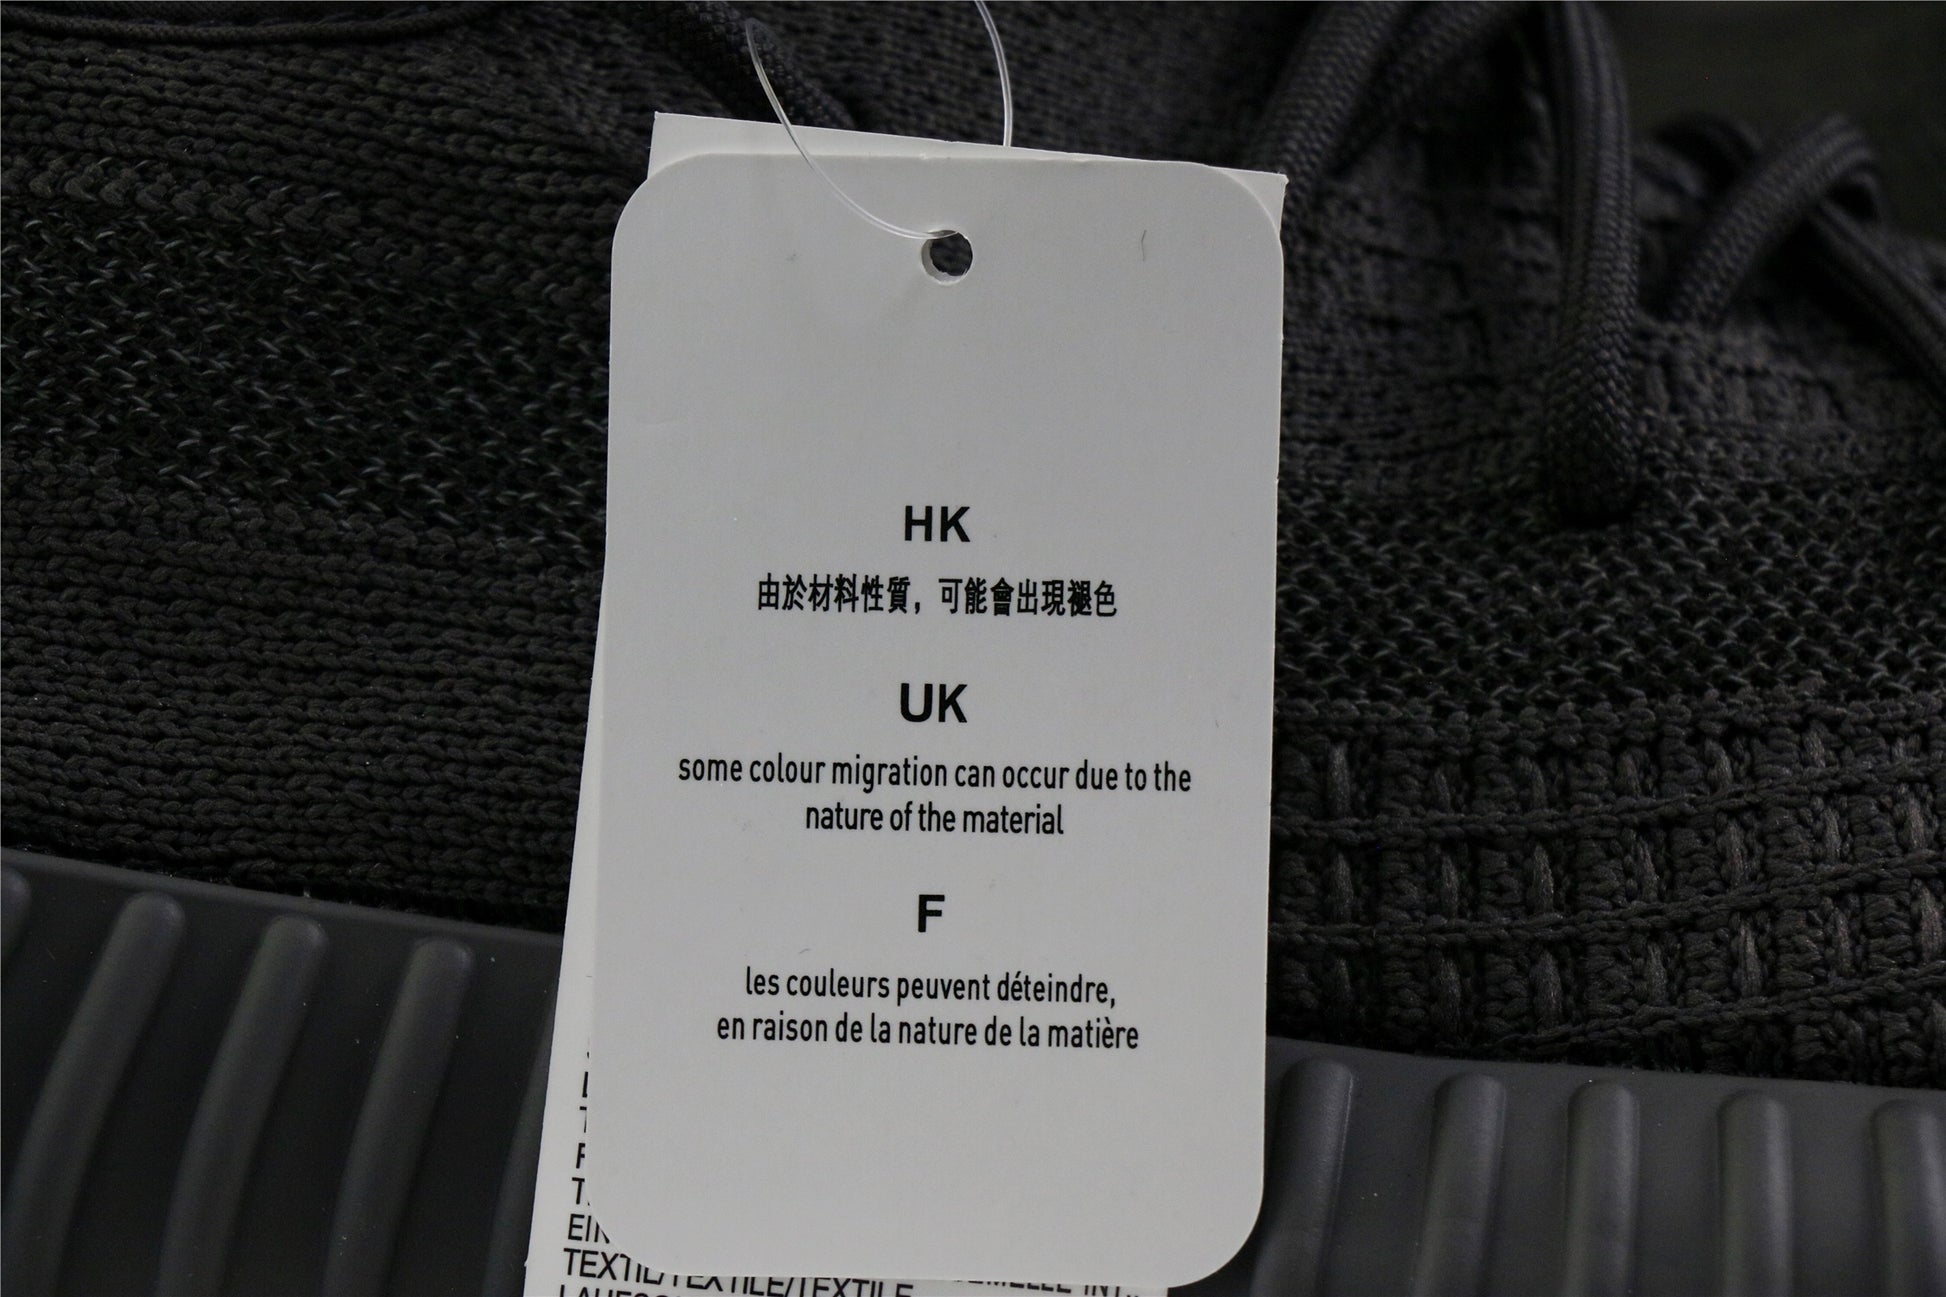 HK
由於材料性質，可能會出現褪色
UK
some colour migration can occur due to the
nature of the material
F
les couleurs peuvent déteindre,
en raison de la nature de la matière
TEXTIL/TEXTILE/TEXTILE